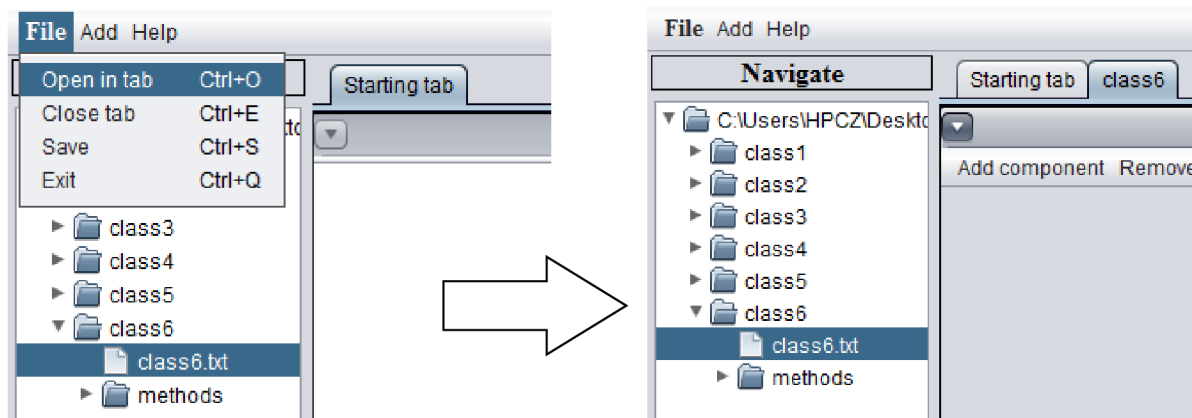 File Add Help
Open in tab Ctrl+O
Close tab Ctrl+E
Save Ctrl+S
Exit Ctrl+Q
Starting tab
class3
class4
class5
class6
class6.txt
methods
File Add Help
Navigate
Starting tab class6
C:\Users\HPCZ\Deskto
class1
class2
class3
class4
class5
class6
class6.txt
methods
Add component Remove